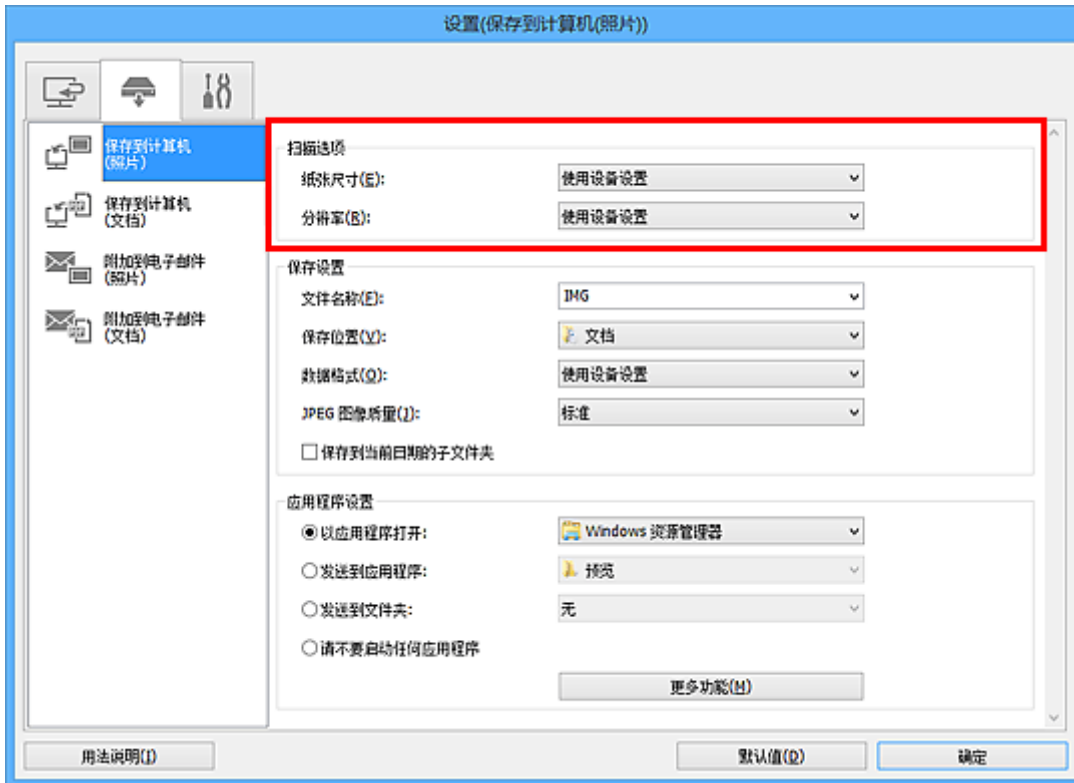 设置(保存到计算机(照片))
保存到计算机
(照片)
保存到计算机
(文档)
附加到电子邮件
(照片)
附加到电子邮件
(文档)
扫描选项
纸张尺寸(E): 使用设备设置
分辨率(R): 使用设备设置
保存设置
文件名称(F): IMG
保存位置(V): 文档
数据格式(O): 使用设备设置
JPEG 图像质量(J): 标准
保存到当前日期的子文件夹
应用程序设置
以应用程序打开: Windows 资源管理器
发送到应用程序: 预览
发送到文件夹: 无
请不要启动任何应用程序
更多功能(M)
用法说明(I) 默认值(D) 确定